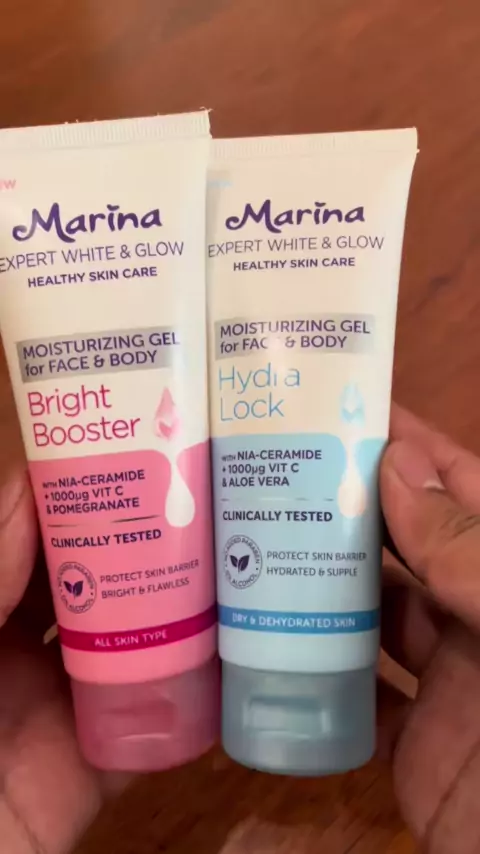 Marina
EXPERT WHITE & GLOW
HEALTHY SKIN CARE
MOISTURIZING GEL
for FACE & BODY
Bright
Booster
WITH NIA-CERAMIDE
+ 1000µg VIT C
& POMEGRANATE
CLINICALLY TESTED
PROTECT SKIN BARRIER
BRIGHT & FLAWLESS
ALL SKIN TYPE
Marina
EXPERT WHITE & GLOW
HEALTHY SKIN CARE
MOISTURIZING GEL
for FACE & BODY
Hydra
Lock
WITH NIA-CERAMIDE
+ 1000µg VIT C
& ALOE VERA
CLINICALLY TESTED
PARABEN
0% ALCOHOL
PROTECT SKIN BARRIER
HYDRATED & SUPPLE
DRY & DEHYDRATED SKIN